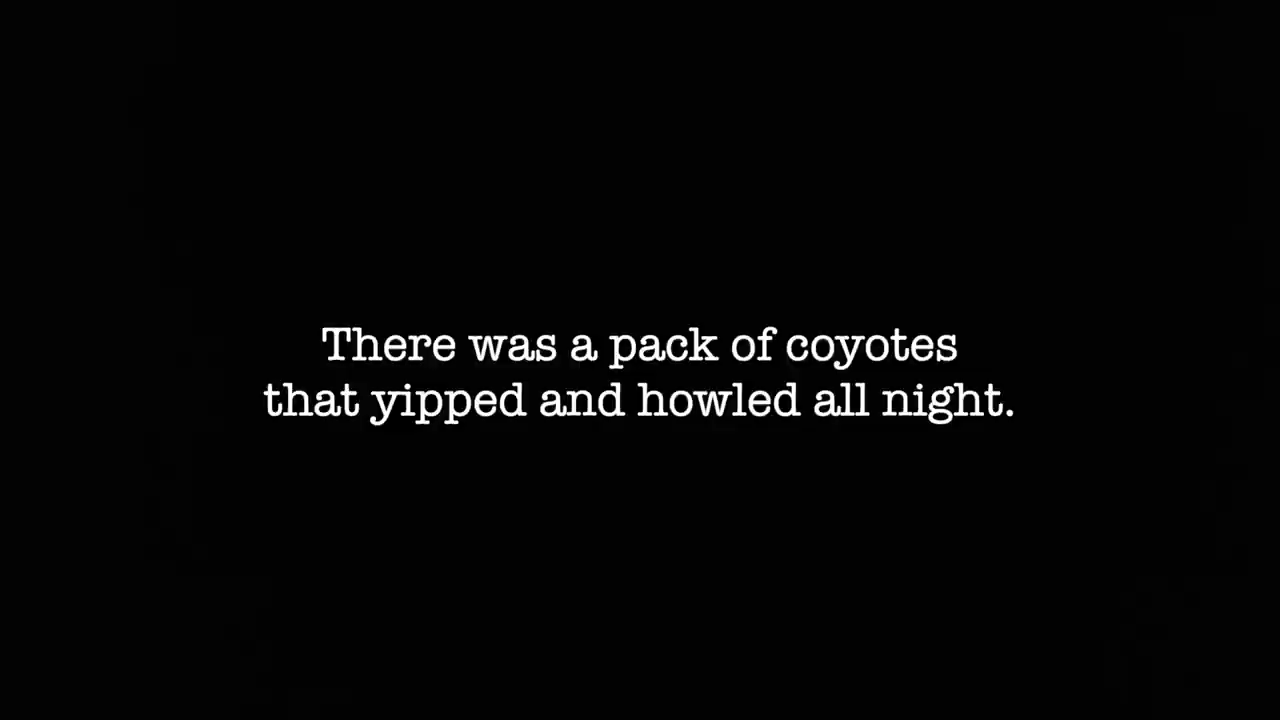 There was a pack of coyotes
that yipped and howled all night.